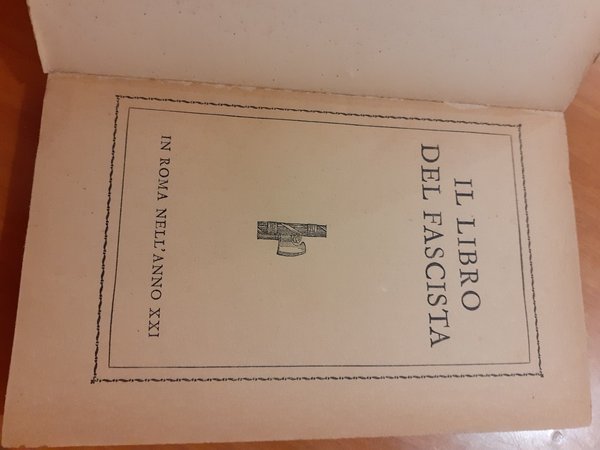 IL LIBRO
DEL FASCISTA
IN ROMA NELL'ANNO XXI